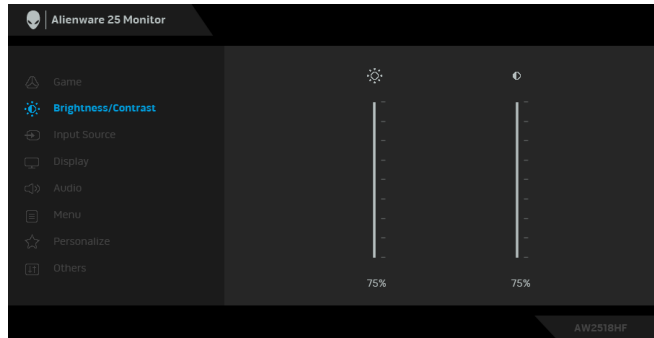 Alienware 25 Monitor
Game
Brightness/Contrast
Input Source
Display
Audio
Menu
Personalize
Others
75%
75%
AW2518HF